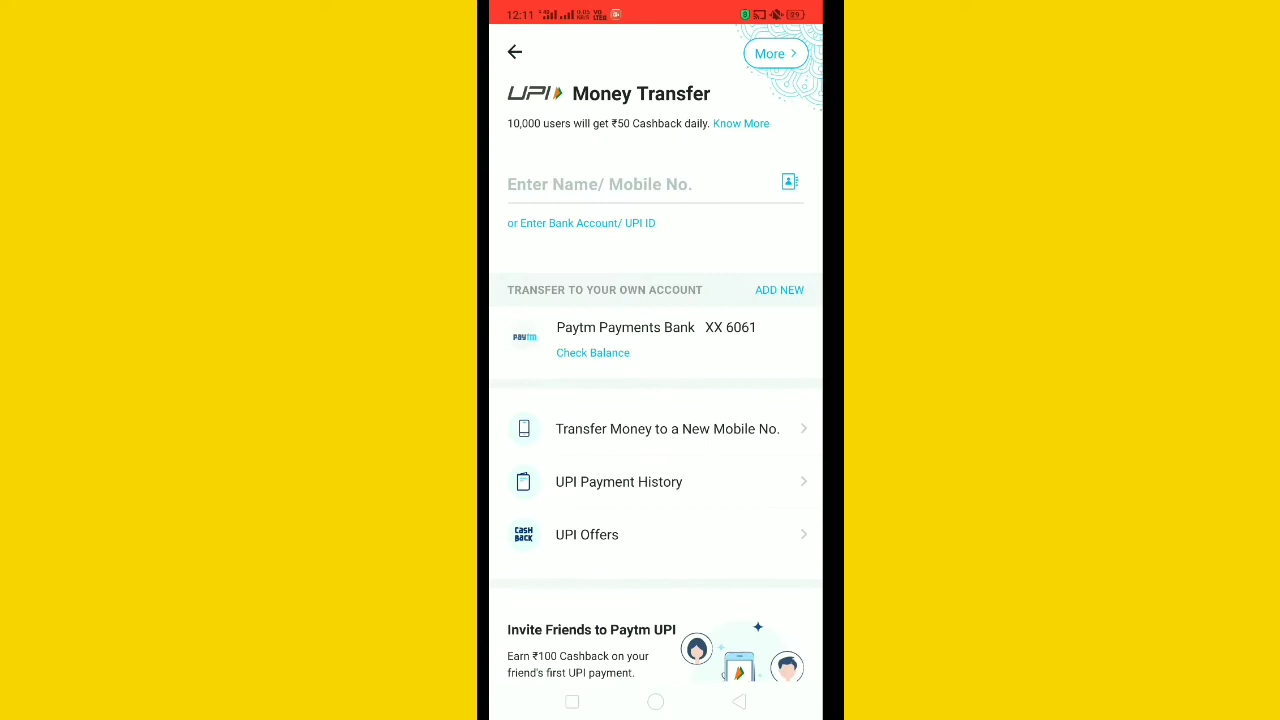 12:11
More
UPI Money Transfer
10,000 users will get ₹50 Cashback daily. Know More
Enter Name/ Mobile No.
or Enter Bank Account/ UPI ID
TRANSFER TO YOUR OWN ACCOUNT ADD NEW
Paytm Payments Bank XX 6061
paytm
Check Balance
Transfer Money to a New Mobile No.
UPI Payment History
CASH
BACK
UPI Offers
Invite Friends to Paytm UPI
Earn ₹100 Cashback on your
friend's first UPI payment.